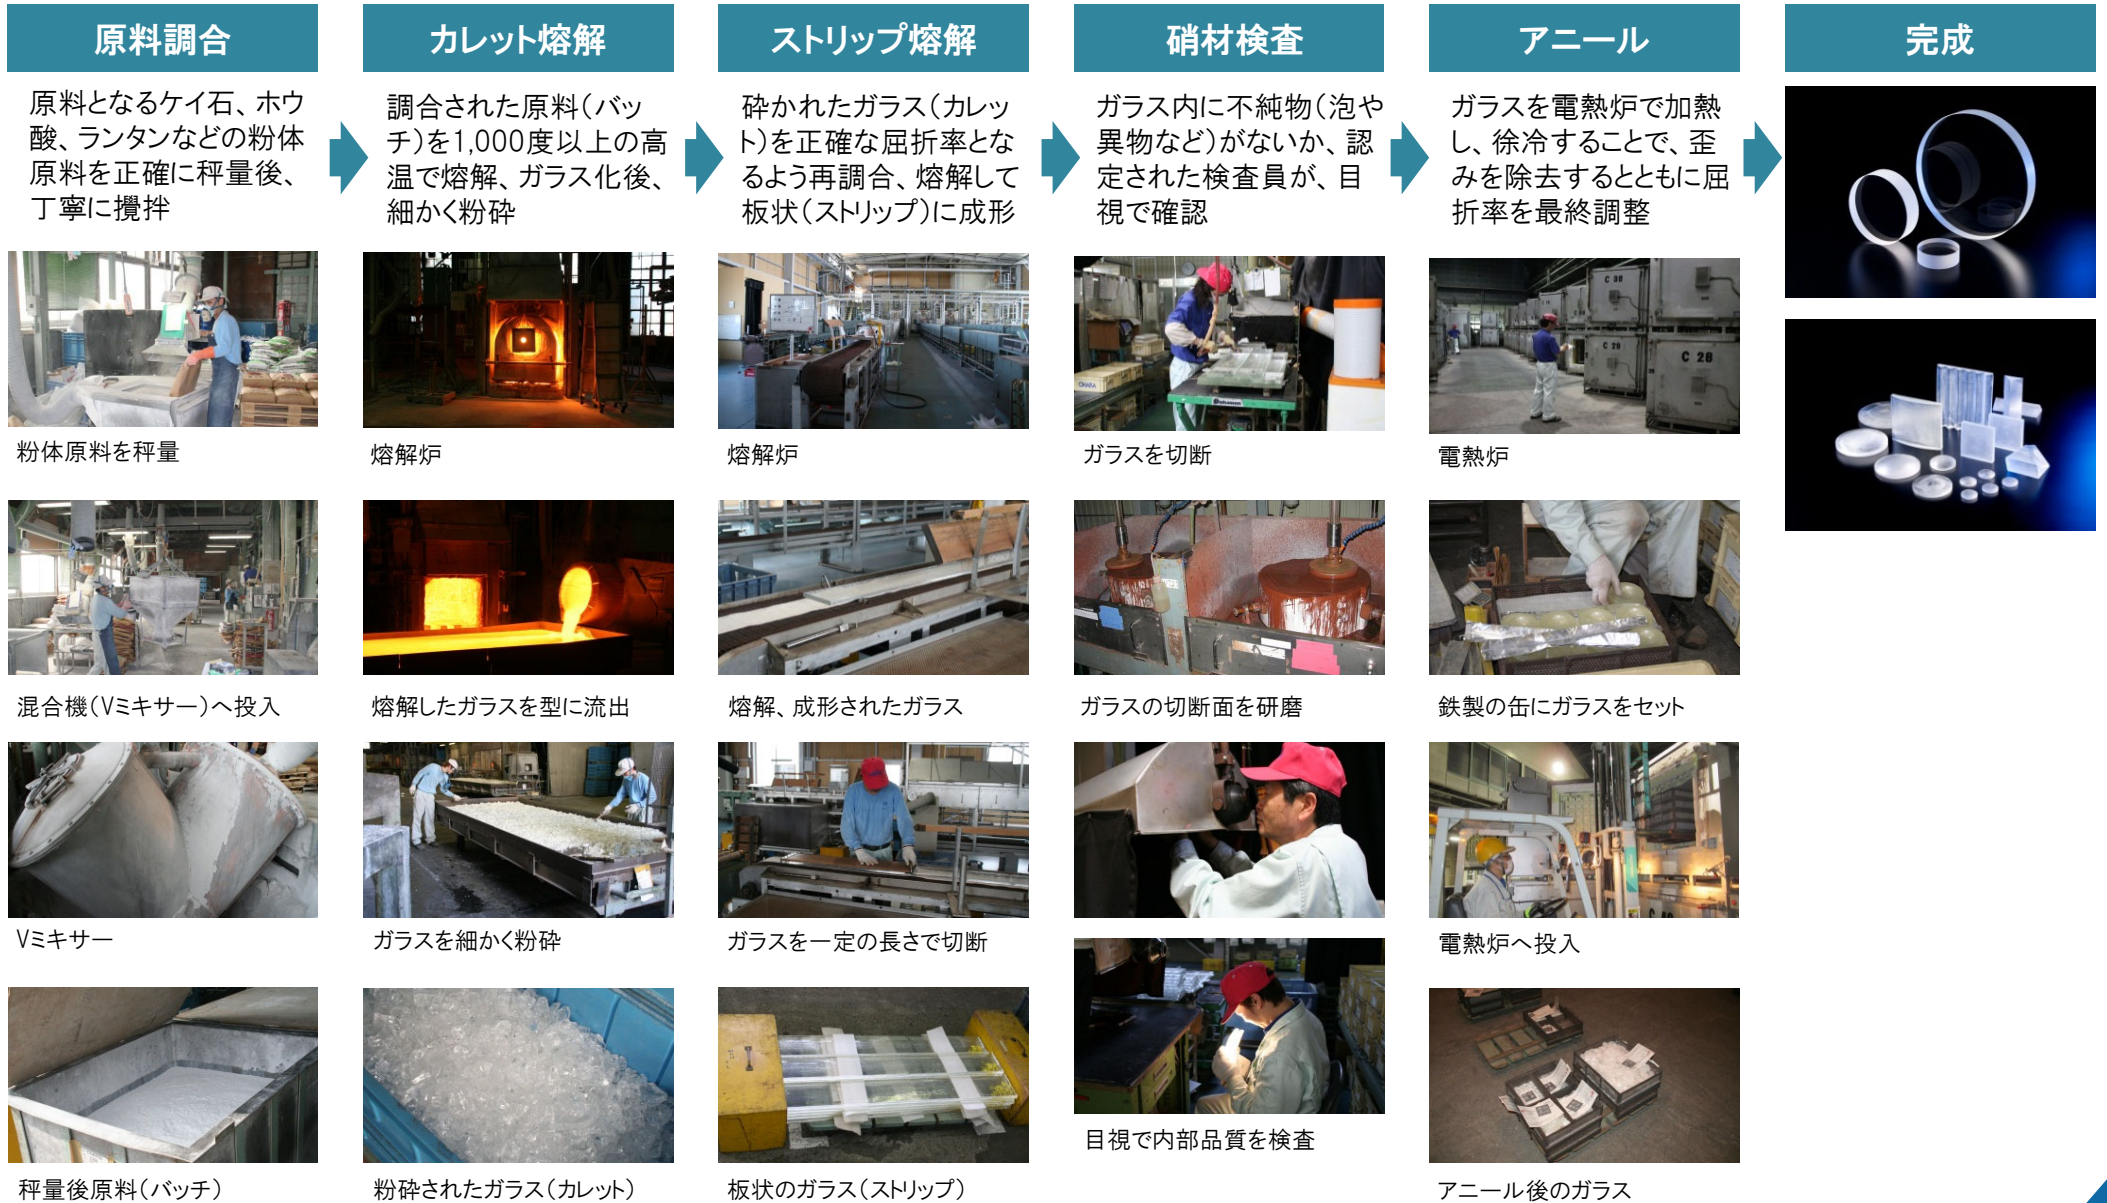 原料調合
原料となるケイ石、ホウ
酸、ランタンなどの粉体
原料を正確に秤量後、
丁寧に攪拌
粉体原料を秤量
混合機(Vミキサー)へ投入
Vミキサー
秤量後原料(バッチ)
カレット熔解
調合された原料(バッ
チ)を1,000度以上の高
温で熔解、ガラス化後、
細かく粉砕
熔解炉
熔解したガラスを型に流出
ガラスを細かく粉砕
粉砕されたガラス(カレット)
ストリップ熔解
砕かれたガラス(カレッ
ト)を正確な屈折率とな
るよう再調合、熔解して
板状(ストリップ)に成形
熔解炉
熔解、成形されたガラス
ガラスを一定の長さで切断
板状のガラス(ストリップ)
硝材検査
ガラス内に不純物(泡や
異物など)がないか、認
定された検査員が、目
視で確認
OHARA
ガラスを切断
ガラスの切断面を研磨
目視で内部品質を検査
アニール
ガラスを電熱炉で加熱
し、徐冷することで、歪
みを除去するとともに屈
折率を最終調整
C 30
C 29
C 28
電熱炉
鉄製の缶にガラスをセット
電熱炉へ投入
アニール後のガラス
完成